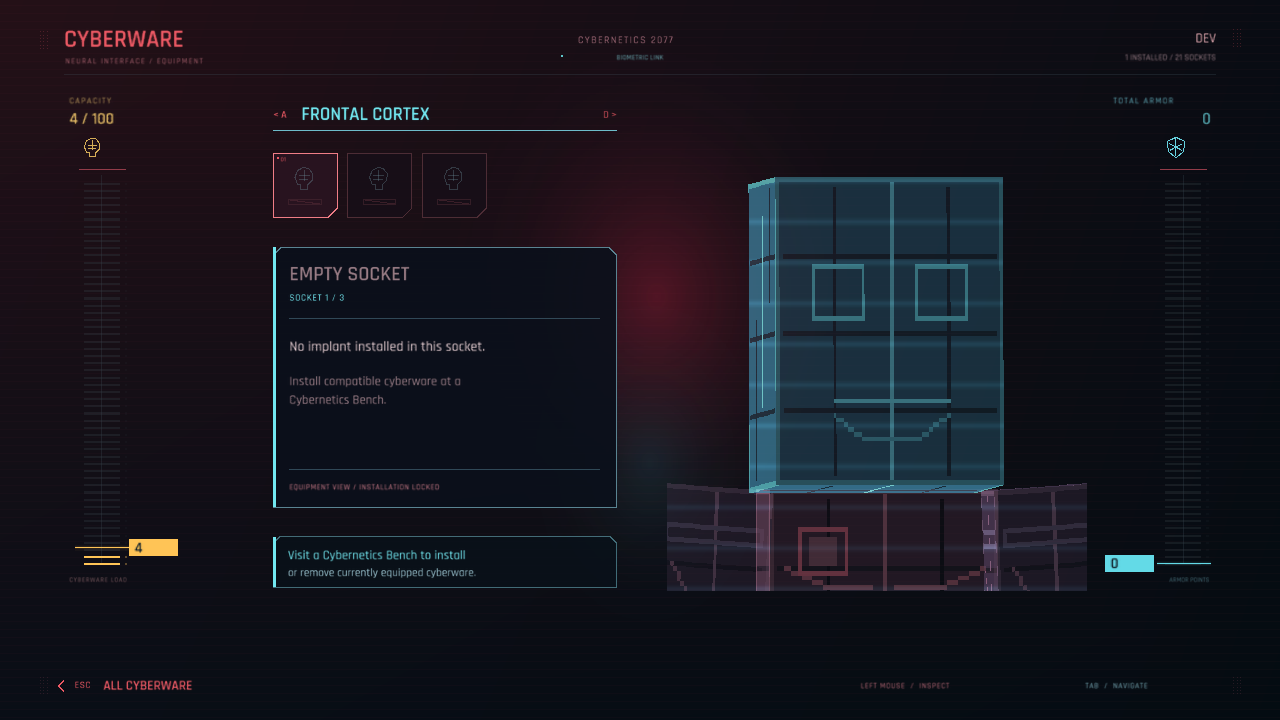 CYBERWARE
NEURAL INTERFACE / EQUIPMENT
CYBERNETICS 2077
BIOMETRIC LINK
DEV
1 INSTALLED / 21 SOCKETS
CAPACITY
4 / 100
< A FRONTAL CORTEX D >
TOTAL ARMOR
0
01
EMPTY SOCKET
SOCKET 1 / 3
No implant installed in this socket.
Install compatible cyberware at a
Cybernetics Bench.
EQUIPMENT VIEW / INSTALLATION LOCKED
Visit a Cybernetics Bench to install
or remove currently equipped cyberware.
4
CYBERWARE LOAD
0
ARMOR POINTS
ESC ALL CYBERWARE
LEFT MOUSE / INSPECT
TAB / NAVIGATE